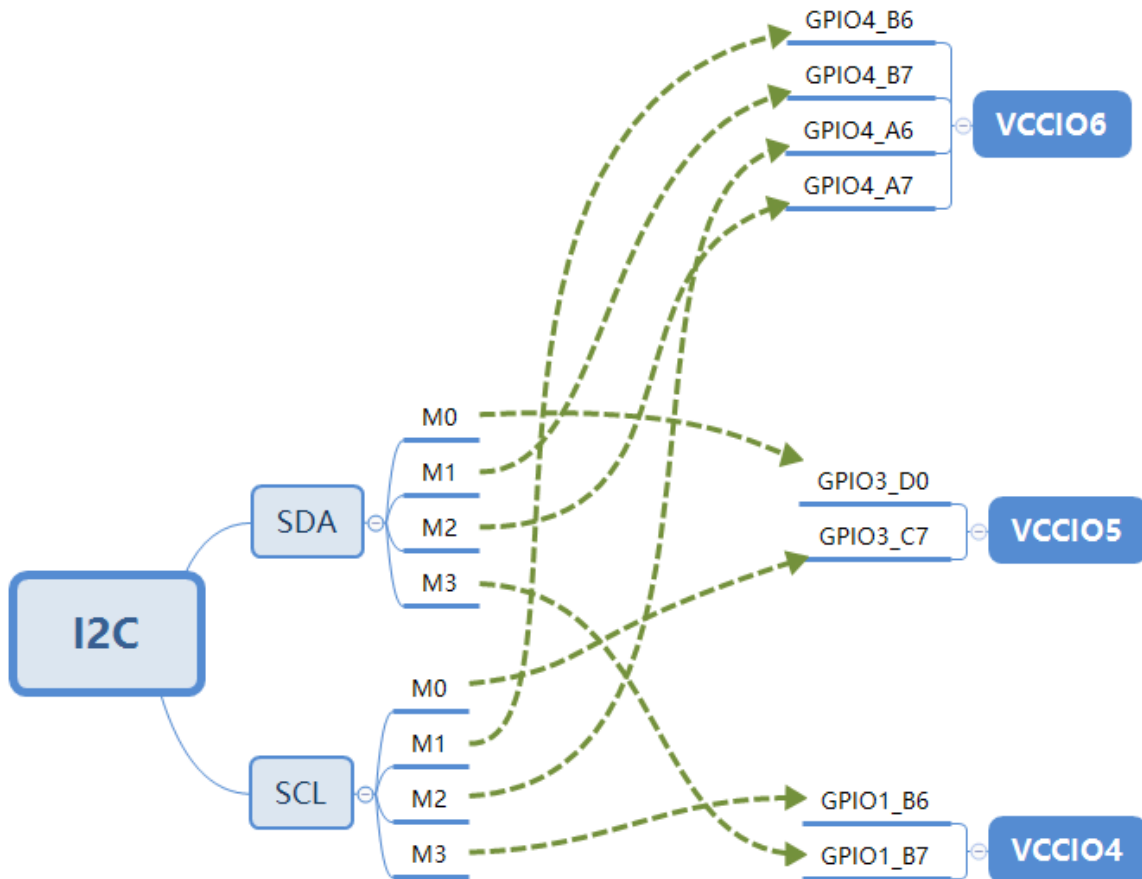 GPIO4_B6
GPIO4_B7
VCCIO6
GPIO4_A6
GPIO4_A7
M0
M1
SDA
M2
M3
GPIO3_D0
VCCIO5
GPIO3_C7
I2C
M0
M1
SCL
M2
M3
GPIO1_B6
VCCIO4
GPIO1_B7